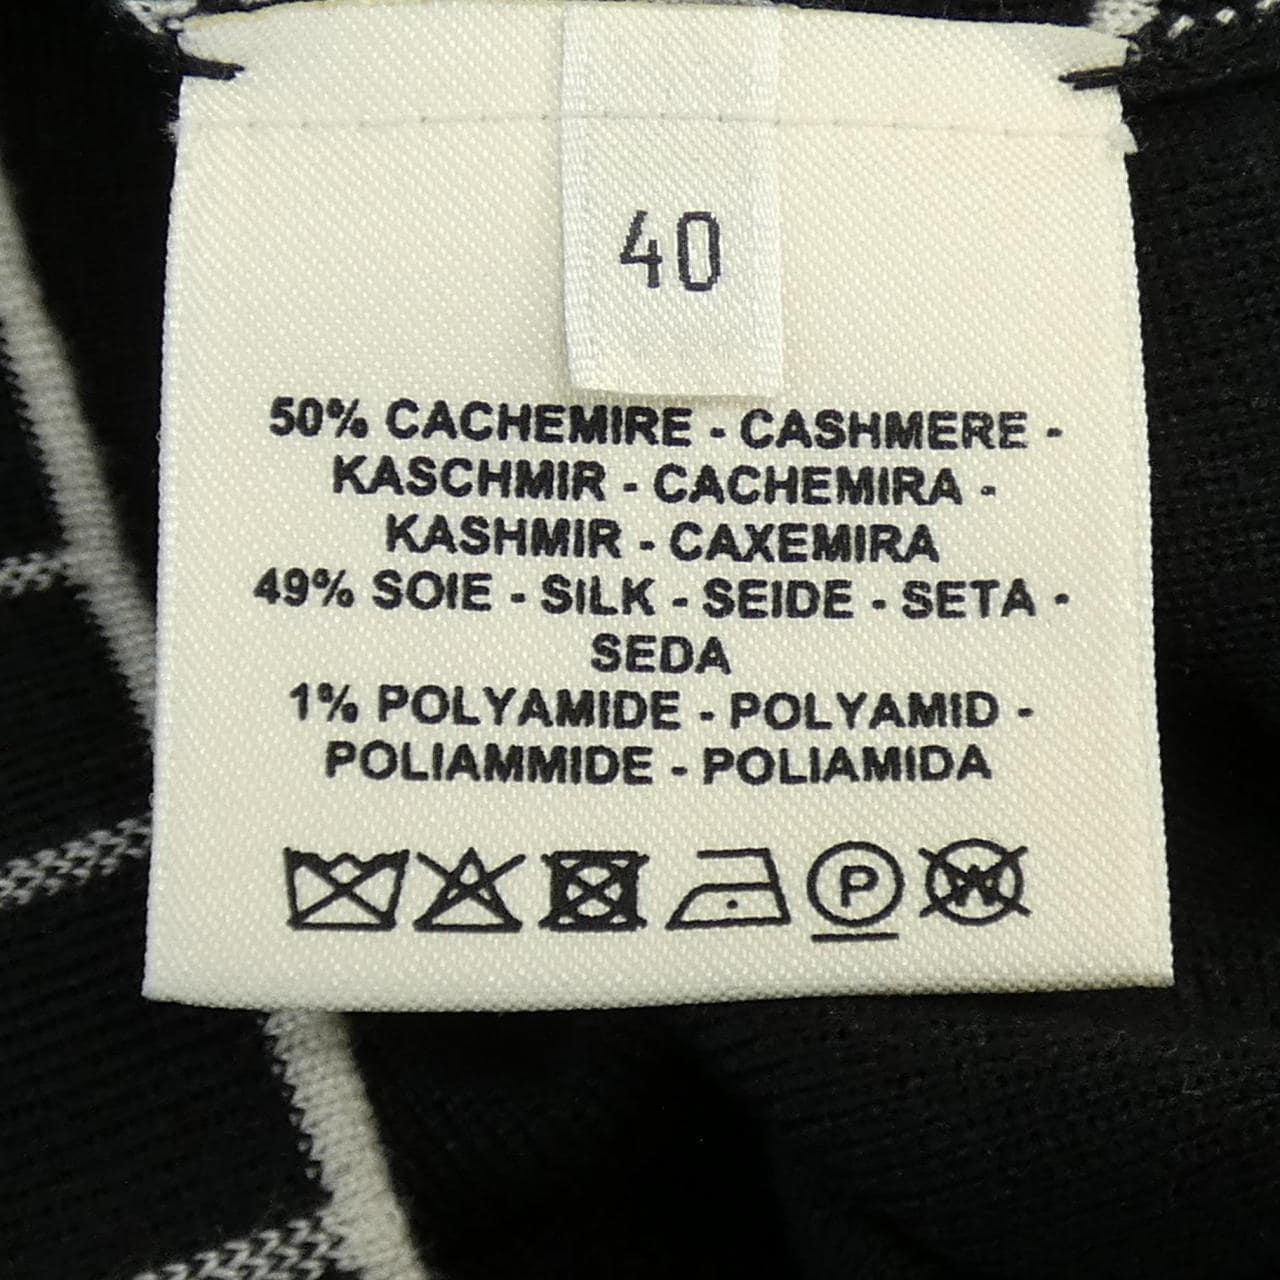 40
50% CACHEMIRE - CASHMERE -
KASCHMIR - CACHEMIRA -
KASHMIR - CAXEMIRA
49% SOIE - SILK - SEIDE - SETA -
SEDA
1% POLYAMIDE - POLYAMID -
POLIAMMIDE - POLIAMIDA
P W